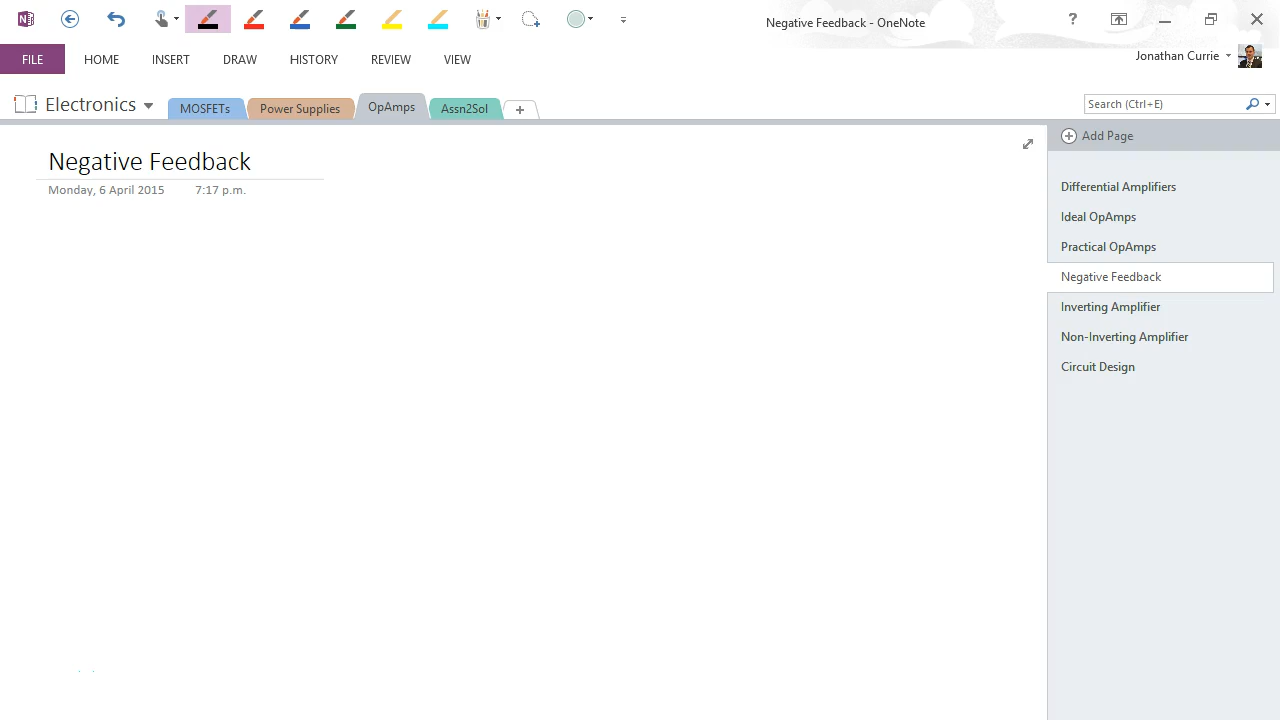 Negative Feedback - OneNote
?
FILE HOME INSERT DRAW HISTORY REVIEW VIEW
Jonathan Currie
Electronics MOSFETs Power Supplies OpAmps Assn2Sol +
Search (Ctrl+E)
Negative Feedback
Monday, 6 April 2015 7:17 p.m.
Add Page
Differential Amplifiers
Ideal OpAmps
Practical OpAmps
Negative Feedback
Inverting Amplifier
Non-Inverting Amplifier
Circuit Design